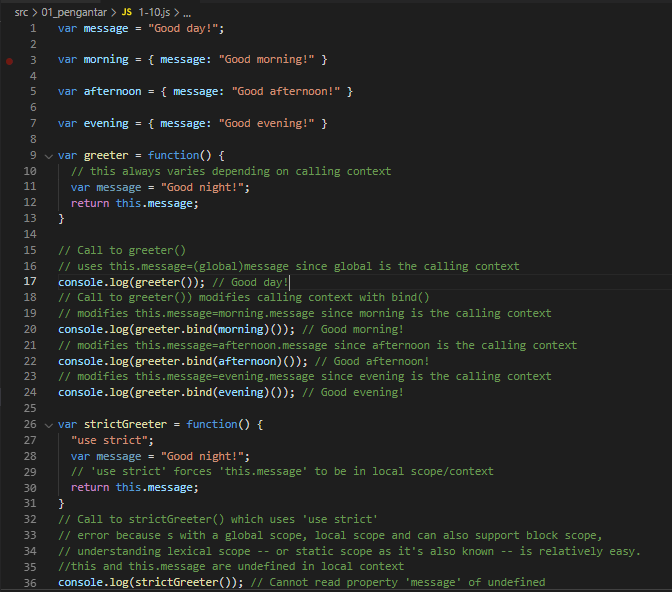 src > 01_pengantar > JS 1-10.js > ...
1 var message = "Good day!";
2
3 var morning = { message: "Good morning!" }
4
5 var afternoon = { message: "Good afternoon!" }
6
7 var evening = { message: "Good evening!" }
8
9 var greeter = function() {
10 // this always varies depending on calling context
11 var message = "Good night!";
12 return this.message;
13 }
14
15 // Call to greeter()
16 // uses this.message=(global)message since global is the calling context
17 console.log(greeter()); // Good day!
18 // Call to greeter()) modifies calling context with bind()
19 // modifies this.message=morning.message since morning is the calling context
20 console.log(greeter.bind(morning)()); // Good morning!
21 // modifies this.message=afternoon.message since afternoon is the calling context
22 console.log(greeter.bind(afternoon)()); // Good afternoon!
23 // modifies this.message=evening.message since evening is the calling context
24 console.log(greeter.bind(evening)()); // Good evening!
25
26 var strictGreeter = function() {
27 "use strict";
28 var message = "Good night!";
29 // 'use strict' forces 'this.message' to be in local scope/context
30 return this.message;
31 }
32 // Call to strictGreeter() which uses 'use strict'
33 // error because s with a global scope, local scope and can also support block scope,
34 // understanding lexical scope -- or static scope as it's also known -- is relatively easy.
35 //this and this.message are undefined in local context
36 console.log(strictGreeter()); // Cannot read property 'message' of undefined